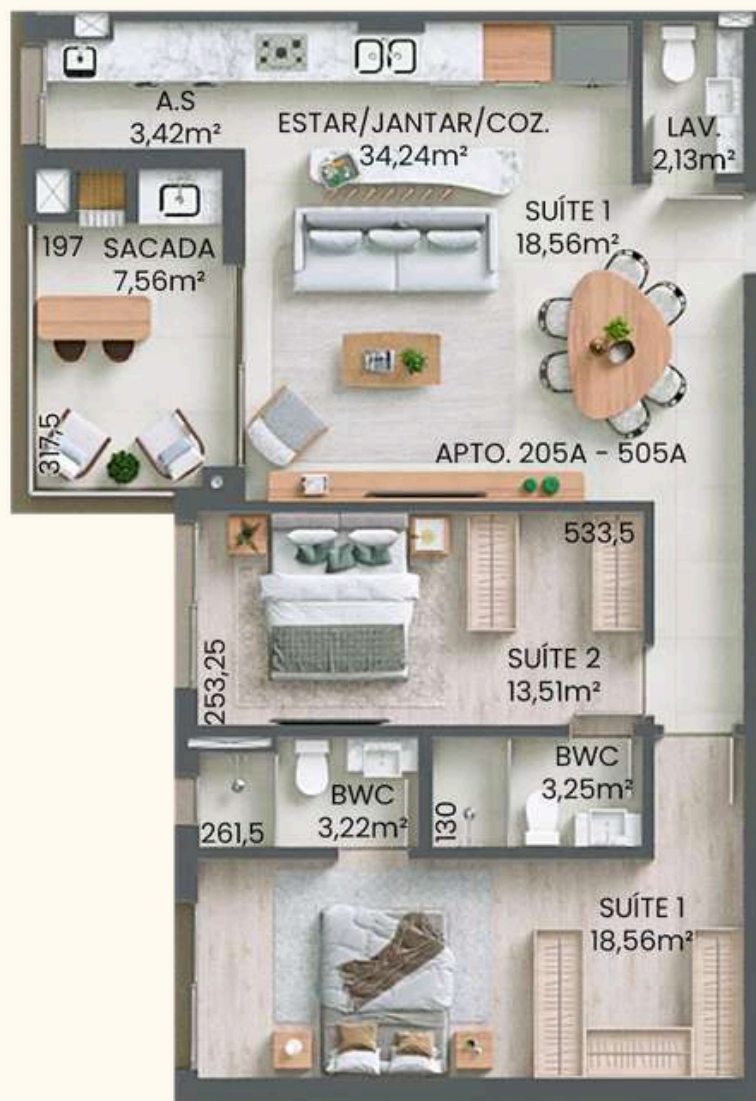 A.S
3,42m²
ESTAR/JANTAR/COZ.
34,24m²
LAV.
2,13m²
SUÍTE 1
18,56m²
197
SACADA
7,56m²
317,5
APTO. 205A - 505A
533,5
253,25
SUÍTE 2
13,51m²
BWC
3,22m²
261,5
BWC
3,25m²
130
SUÍTE 1
18,56m²